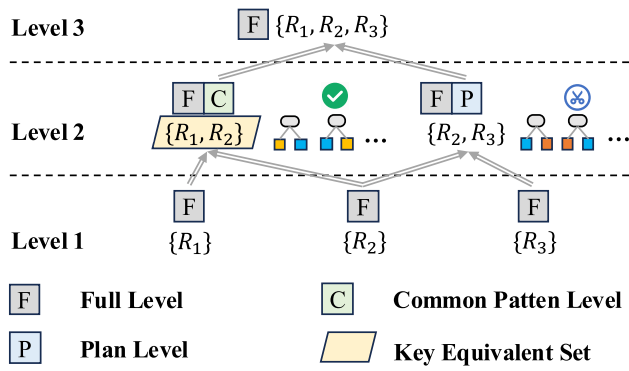 Level 3
F {R₁, R₂, R₃}
F C F P
Level 2
{R₁, R₂} ... {R₂, R₃} ...
F F F
Level 1
{R₁} {R₂} {R₃}
F Full Level C Common Patten Level
P Plan Level Key Equivalent Set